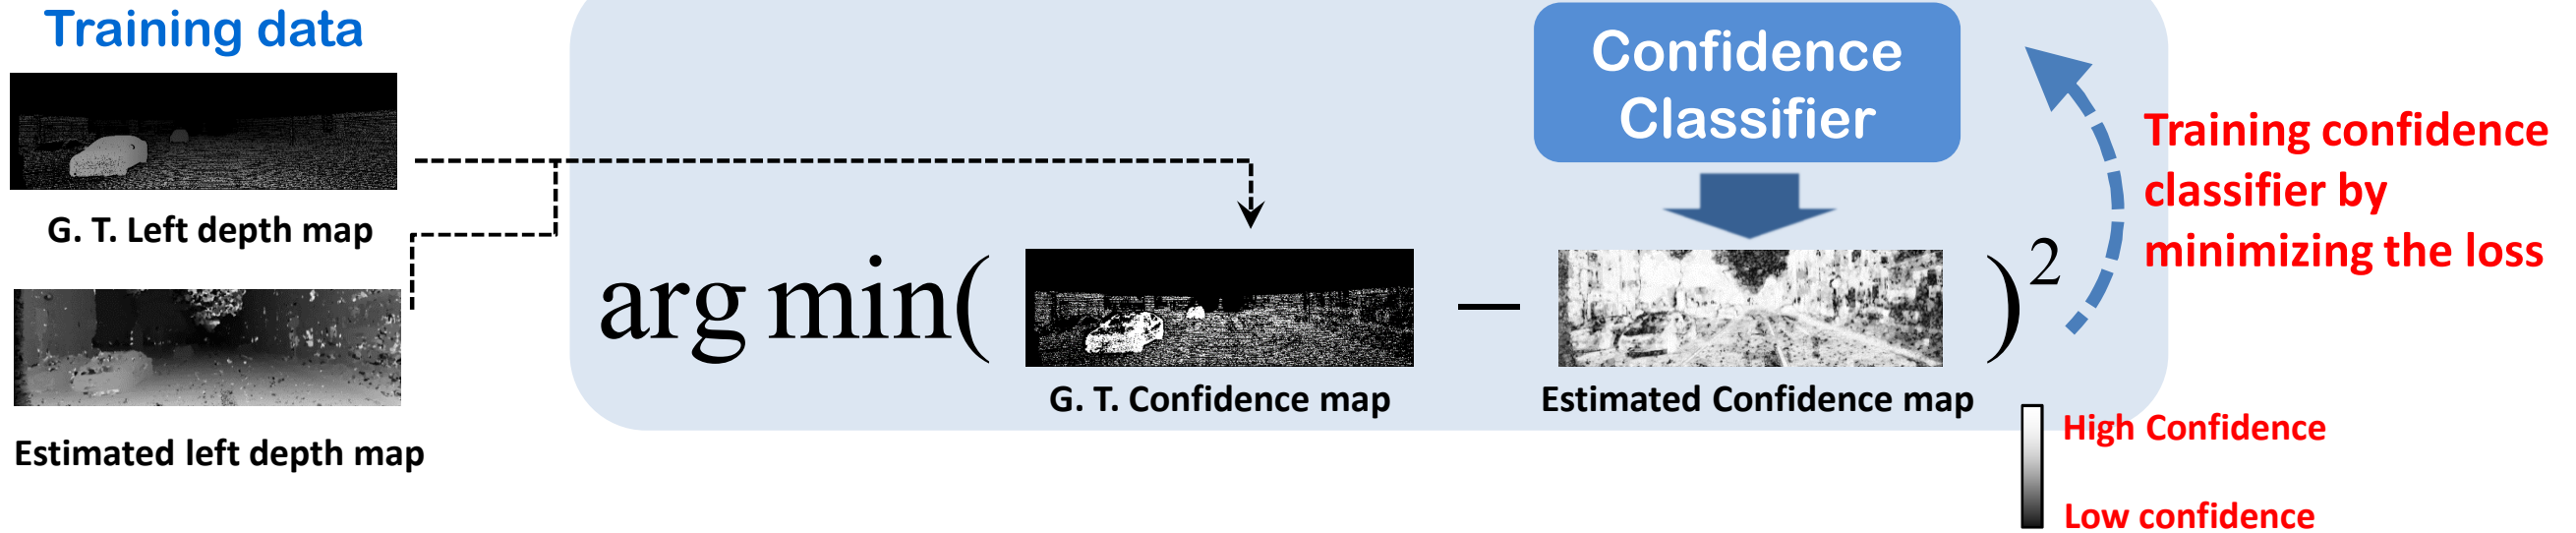 Training data
G. T. Left depth map
Estimated left depth map
Confidence
Classifier
arg min( − )²
G. T. Confidence map
Estimated Confidence map
Training confidence
classifier by
minimizing the loss
High Confidence
Low confidence